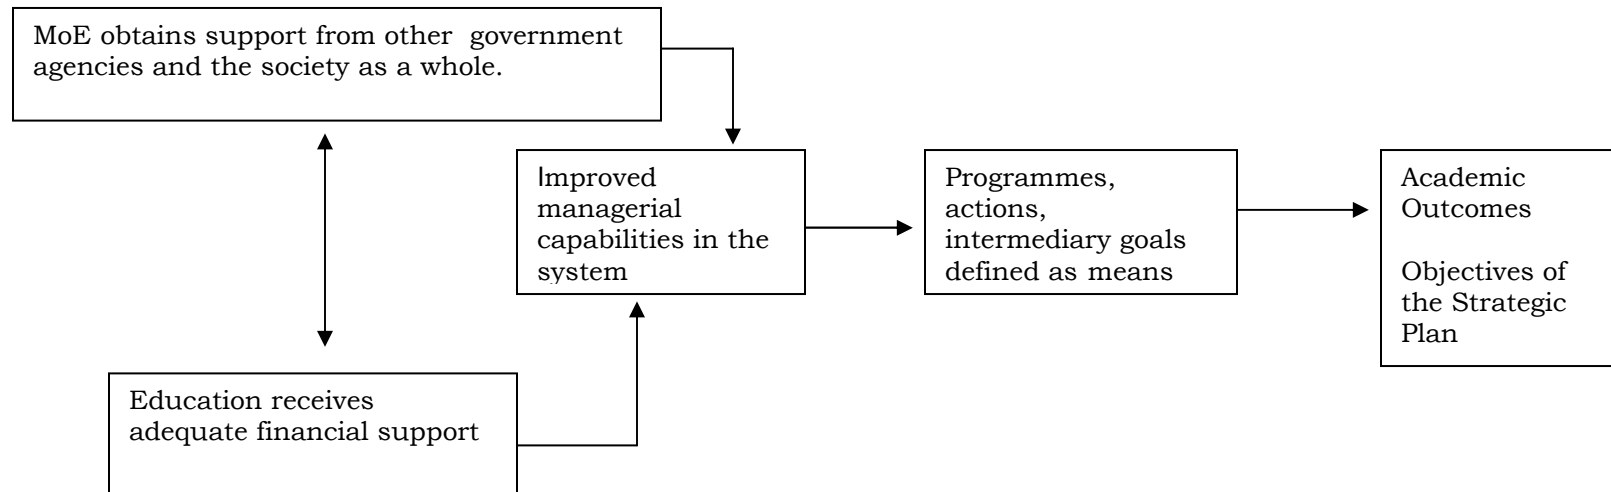 MoE obtains support from other  government
agencies and the society as a whole.
Improved
managerial
capabilities in the
system
Programmes,
actions,
intermediary goals
defined as means
Academic
Outcomes
Objectives of
the Strategic
Plan
Education receives
adequate financial support